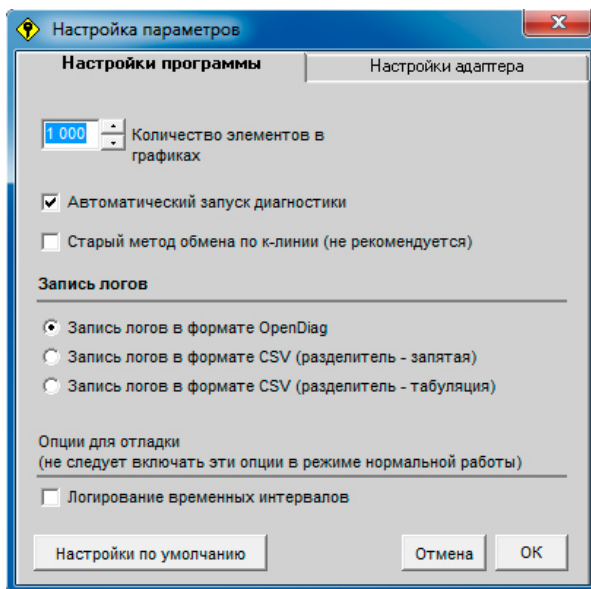 Настройка параметров
Настройки программы
Настройки адаптера
1 000
Количество элементов в
графиках
Автоматический запуск диагностики
Старый метод обмена по к-линии (не рекомендуется)
Запись логов
Запись логов в формате OpenDiag
Запись логов в формате CSV (разделитель - запятая)
Запись логов в формате CSV (разделитель - табуляция)
Опции для отладки
(не следует включать эти опции в режиме нормальной работы)
Логирование временных интервалов
Настройки по умолчанию
Отмена
OK